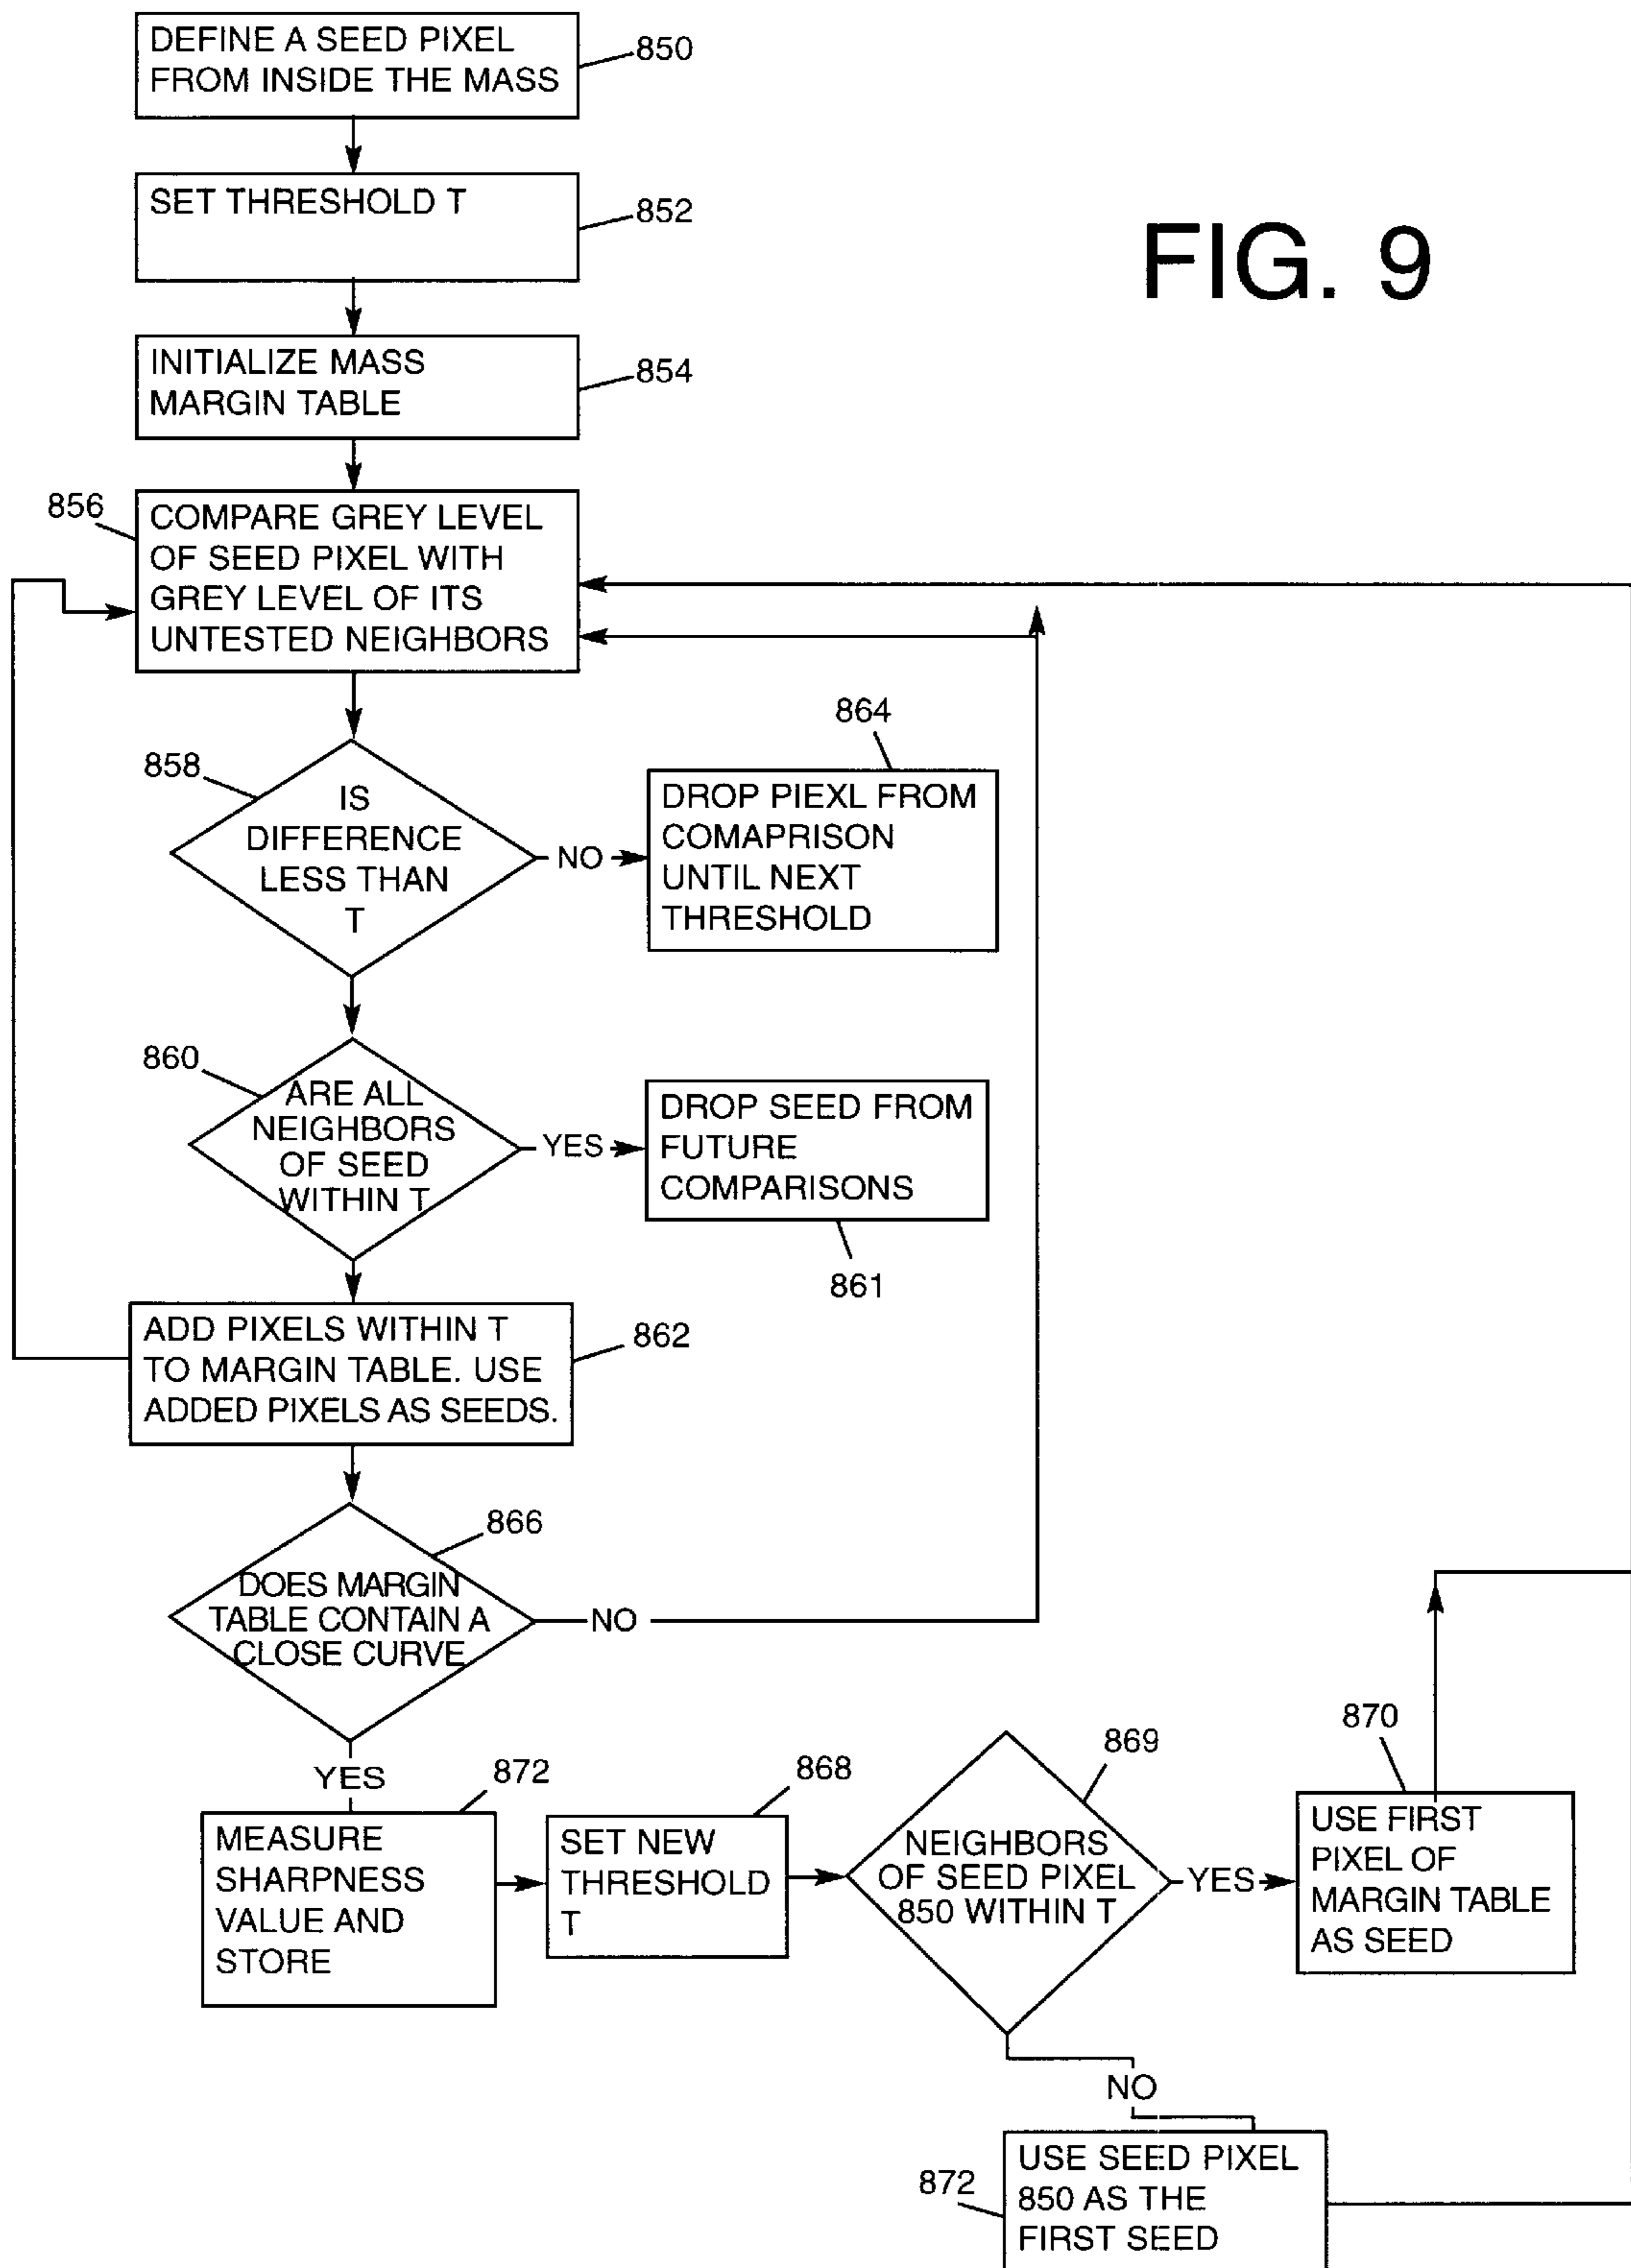 DEFINE A SEED PIXEL
FROM INSIDE THE MASS
850
SET THRESHOLD T
852
FIG. 9
INITIALIZE MASS
MARGIN TABLE
854
856
COMPARE GREY LEVEL
OF SEED PIXEL WITH
GREY LEVEL OF ITS
UNTESTED NEIGHBORS
858
IS
DIFFERENCE
LESS THAN
T
NO
864
DROP PIEXL FROM
COMAPRISON
UNTIL NEXT
THRESHOLD
860
ARE ALL
NEIGHBORS
OF SEED
WITHIN T
YES
DROP SEED FROM
FUTURE
COMPARISONS
861
ADD PIXELS WITHIN T
TO MARGIN TABLE. USE
ADDED PIXELS AS SEEDS.
862
866
DOES MARGIN
TABLE CONTAIN A
CLOSE CURVE
NO
YES
872
MEASURE
SHARPNESS
VALUE AND
STORE
868
SET NEW
THRESHOLD
T
869
NEIGHBORS
OF SEED PIXEL
850 WITHIN T
YES
870
USE FIRST
PIXEL OF
MARGIN TABLE
AS SEED
NO
872
USE SEED PIXEL
850 AS THE
FIRST SEED